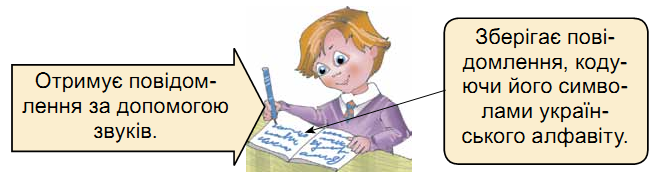 Отримує повідом-
лення за допомогою
звуків.
Зберігає пові-
домлення, коду-
ючи його симво-
лами україн-
ського алфавіту.